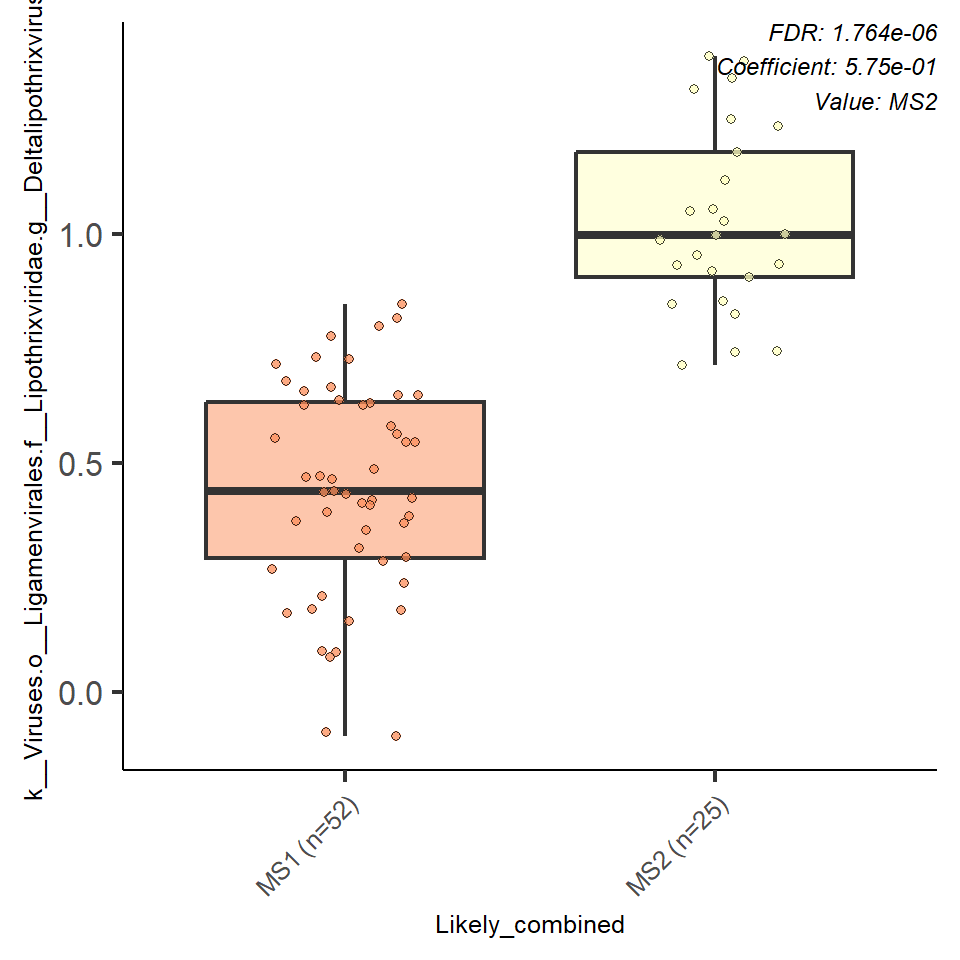 FDR: 1.764e-06
Coefficient: 5.75e-01
Value: MS2
k__Viruses.o__Ligamenvirales.f__Lipothrixviridae.g__Deltalipothrixvirus
1.0
0.5
0.0
MS1 (n=52)
MS2 (n=25)
Likely_combined